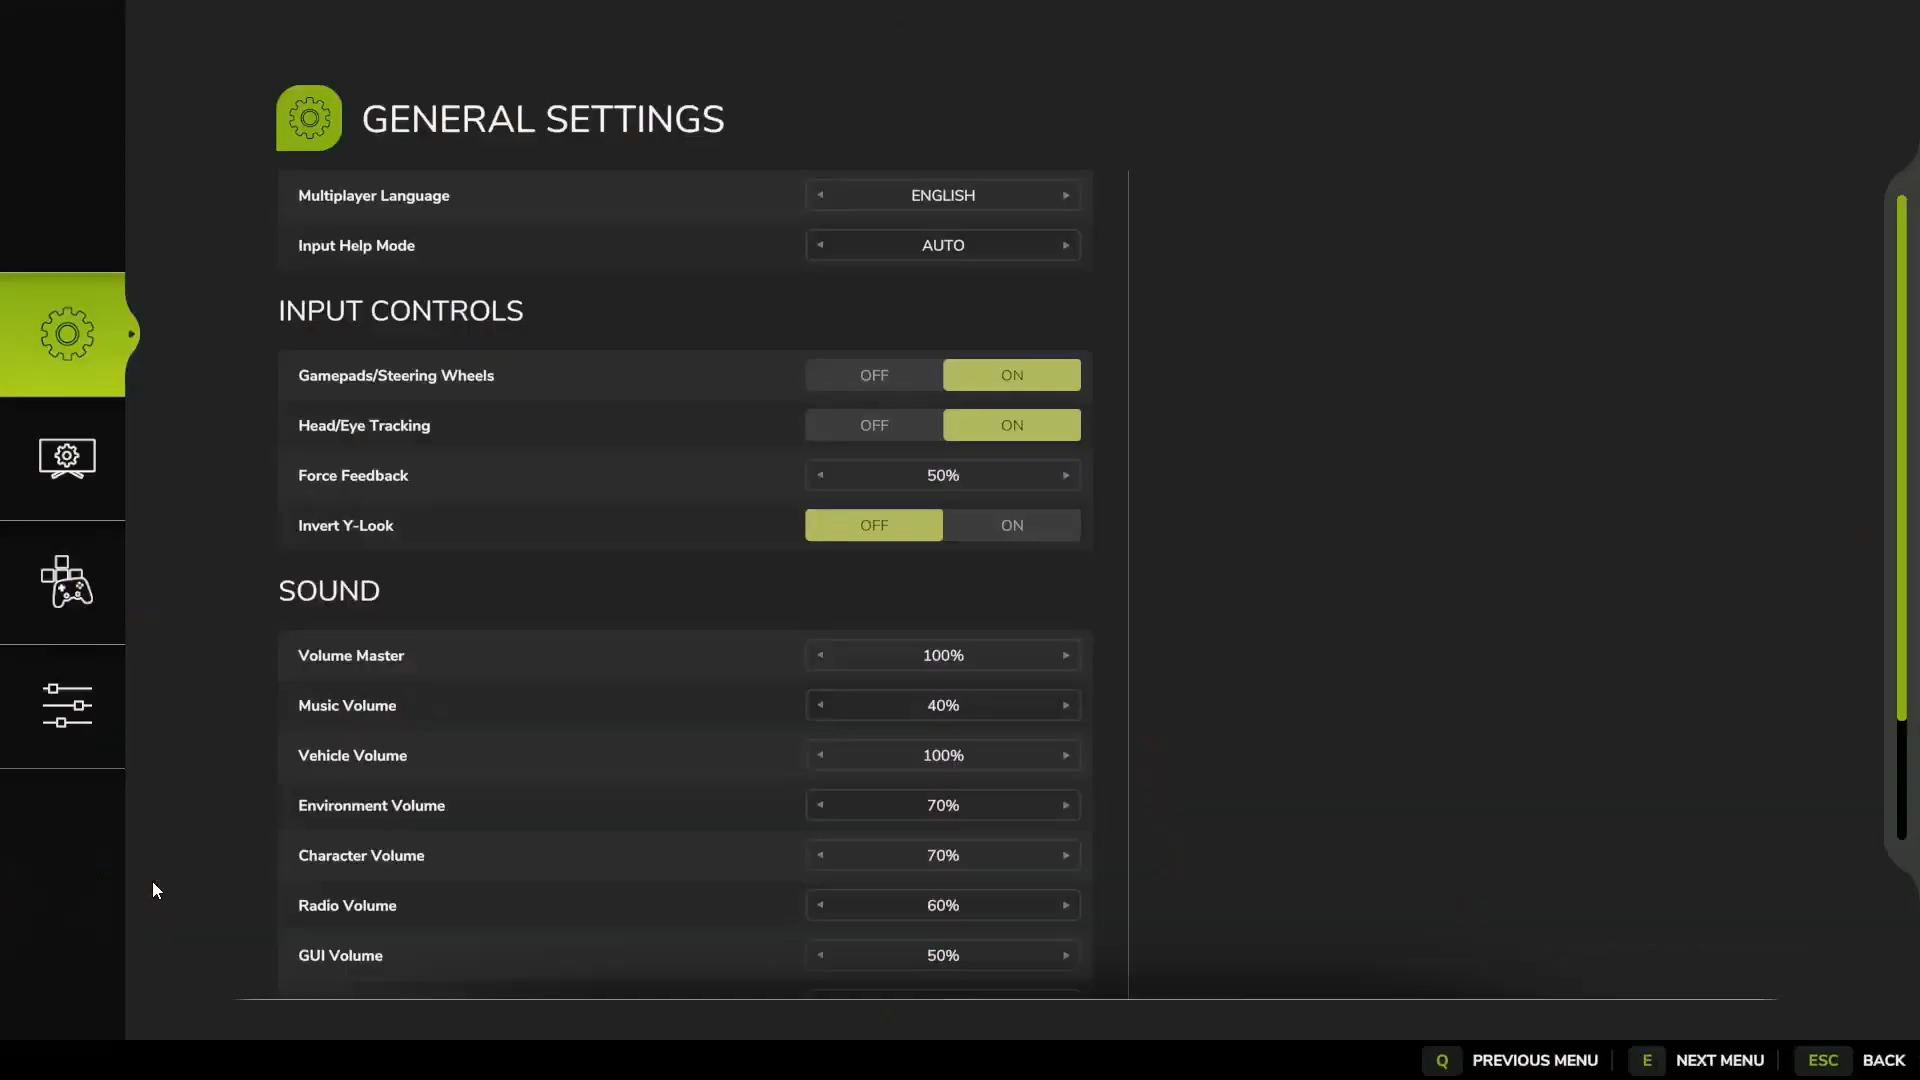 GENERAL SETTINGS
Multiplayer Language ENGLISH
Input Help Mode AUTO
INPUT CONTROLS
Gamepads/Steering Wheels OFF ON
Head/Eye Tracking OFF ON
Force Feedback 50%
Invert Y-Look OFF ON
SOUND
Volume Master 100%
Music Volume 40%
Vehicle Volume 100%
Environment Volume 70%
Character Volume 70%
Radio Volume 60%
GUI Volume 50%
Q PREVIOUS MENU E NEXT MENU ESC BACK